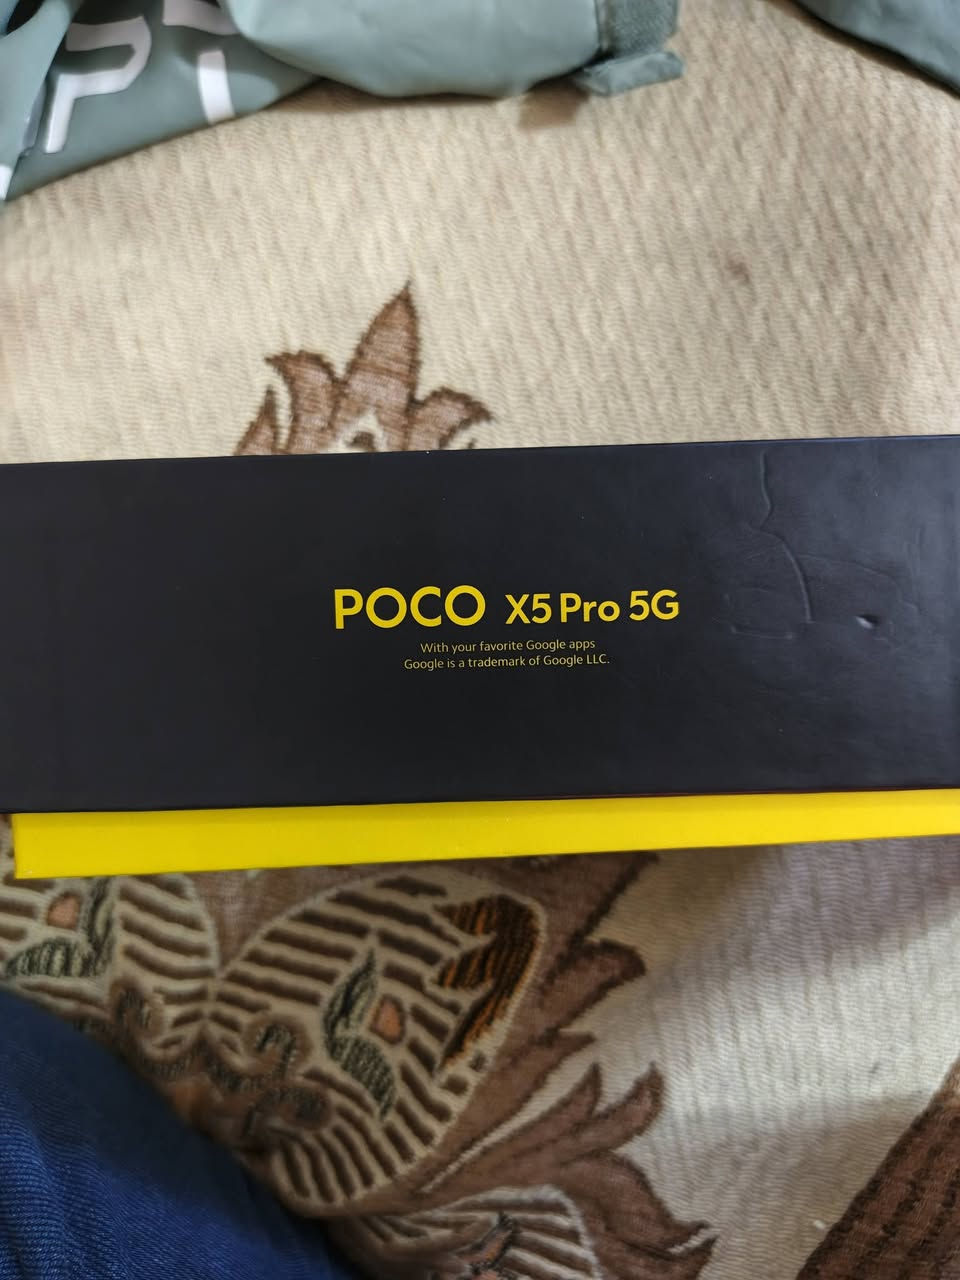 POCO X5 Pro 5G
With your favorite Google apps
Google is a trademark of Google LLC.